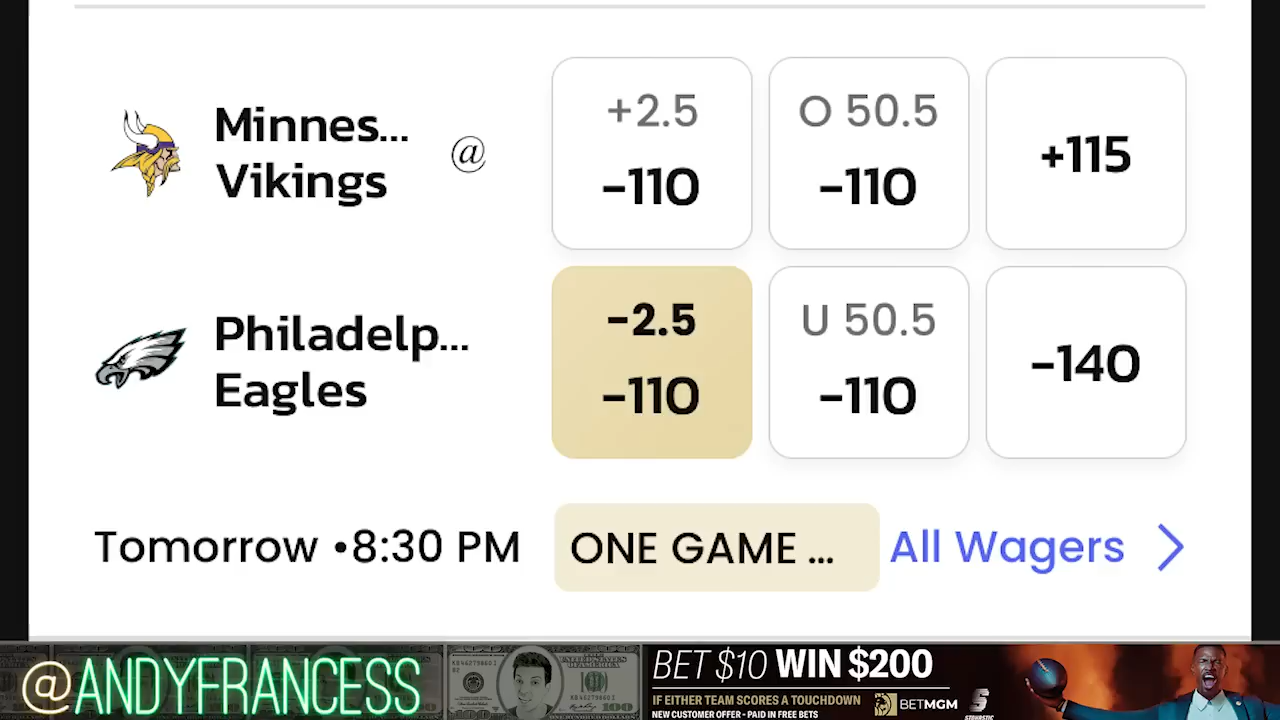 Minnes...
Vikings
@
+2.5
-110
O 50.5
-110
+115
Philadelp...
Eagles
-2.5
-110
U 50.5
-110
-140
Tomorrow •8:30 PM
ONE GAME ...
All Wagers
@ANDYFRANCESS
BET $10 WIN $200
IF EITHER TEAM SCORES A TOUCHDOWN
NEW CUSTOMER OFFER - PAID IN FREE BETS
BETMGM
STOKASTIC
100